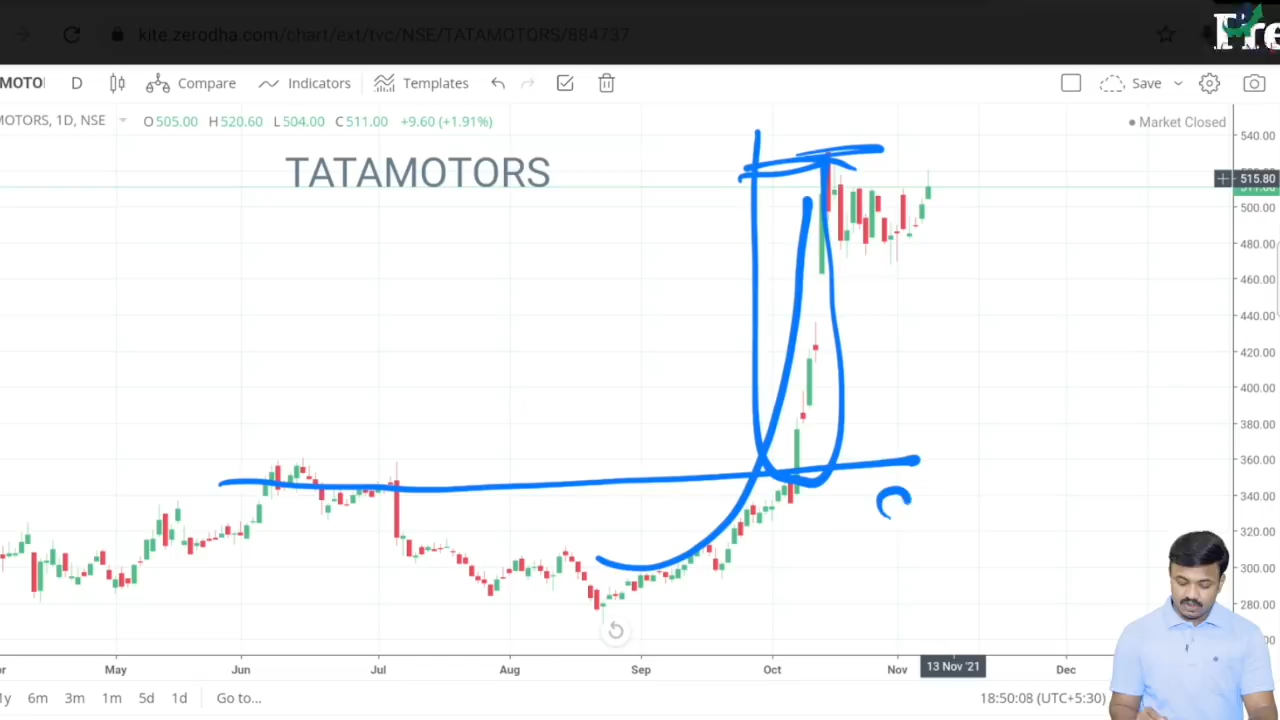 kite.zerodha.com/chart/ext/tvc/NSE/TATAMOTORS/884737
Fre
MOTO D Compare Indicators Templates Save
MOTORS, 1D, NSE O505.00 H520.60 L504.00 C511.00 +9.60 (+1.91%)
Market Closed
TATAMOTORS
540.00
515.80
500.00
480.00
460.00
440.00
420.00
400.00
380.00
360.00
340.00
320.00
300.00
280.00
May Jun Jul Aug Sep Oct Nov 13 Nov '21 Dec
1y 6m 3m 1m 5d 1d Go to... 18:50:08 (UTC+5:30)